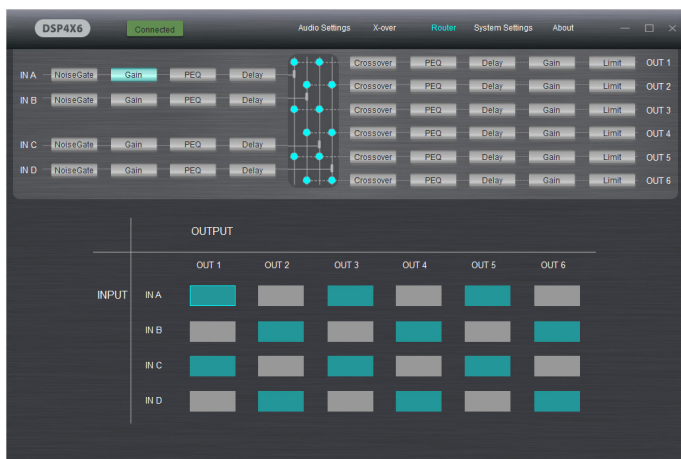 DSP4X6 Connected Audio Settings X-over Router System Settings About
Crossover PEQ Delay Gain Limit OUT 1
IN A NoiseGate Gain PEQ Delay
Crossover PEQ Delay Gain Limit OUT 2
IN B NoiseGate Gain PEQ Delay
Crossover PEQ Delay Gain Limit OUT 3
Crossover PEQ Delay Gain Limit OUT 4
IN C NoiseGate Gain PEQ Delay
Crossover PEQ Delay Gain Limit OUT 5
IN D NoiseGate Gain PEQ Delay
Crossover PEQ Delay Gain Limit OUT 6
OUTPUT
OUT 1 OUT 2 OUT 3 OUT 4 OUT 5 OUT 6
INPUT IN A
IN B
IN C
IN D